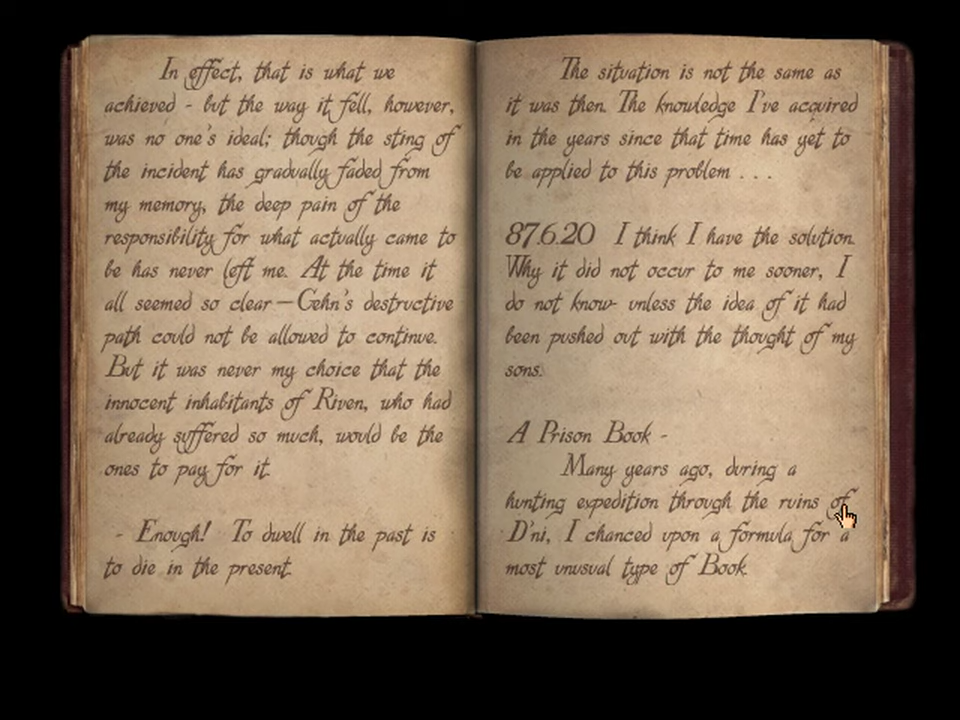 In effect, that is what we
achieved - but the way it fell, however,
was no one's ideal; though the sting of
the incident has gradually faded from
my memory, the deep pain of the
responsibility for what actually came to
be has never left me. At the time it
all seemed so clear—Gehn's destructive
path could not be allowed to continue.
But it was never my choice that the
innocent inhabitants of Riven, who had
already suffered so much, would be the
ones to pay for it.
- Enough! To dwell in the past is
to die in the present.
The situation is not the same as
it was then. The knowledge I've acquired
in the years since that time has yet to
be applied to this problem . . .
87.6.20 I think I have the solution.
Why it did not occur to me sooner, I
do not know- unless the idea of it had
been pushed out with the thought of my
sons.
A Prison Book -
Many years ago, during a
hunting expedition through the ruins of
D'ni, I chanced upon a formula for a
most unusual type of Book.